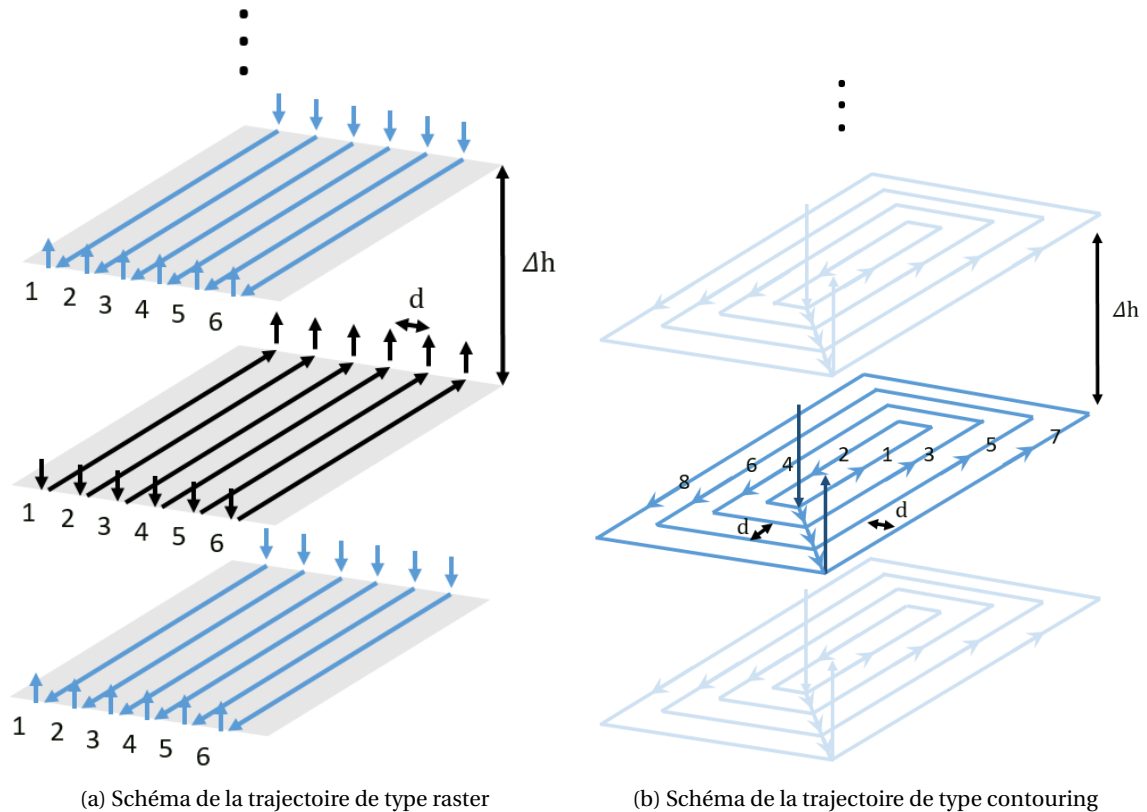 1 2 3 4 5 6
Δh
d
1 2 3 4 5 6
1 2 3 4 5 6
(a) Schéma de la trajectoire de type raster
Δh
8 6 4 2 1 3 5 7
d
d
(b) Schéma de la trajectoire de type contouring